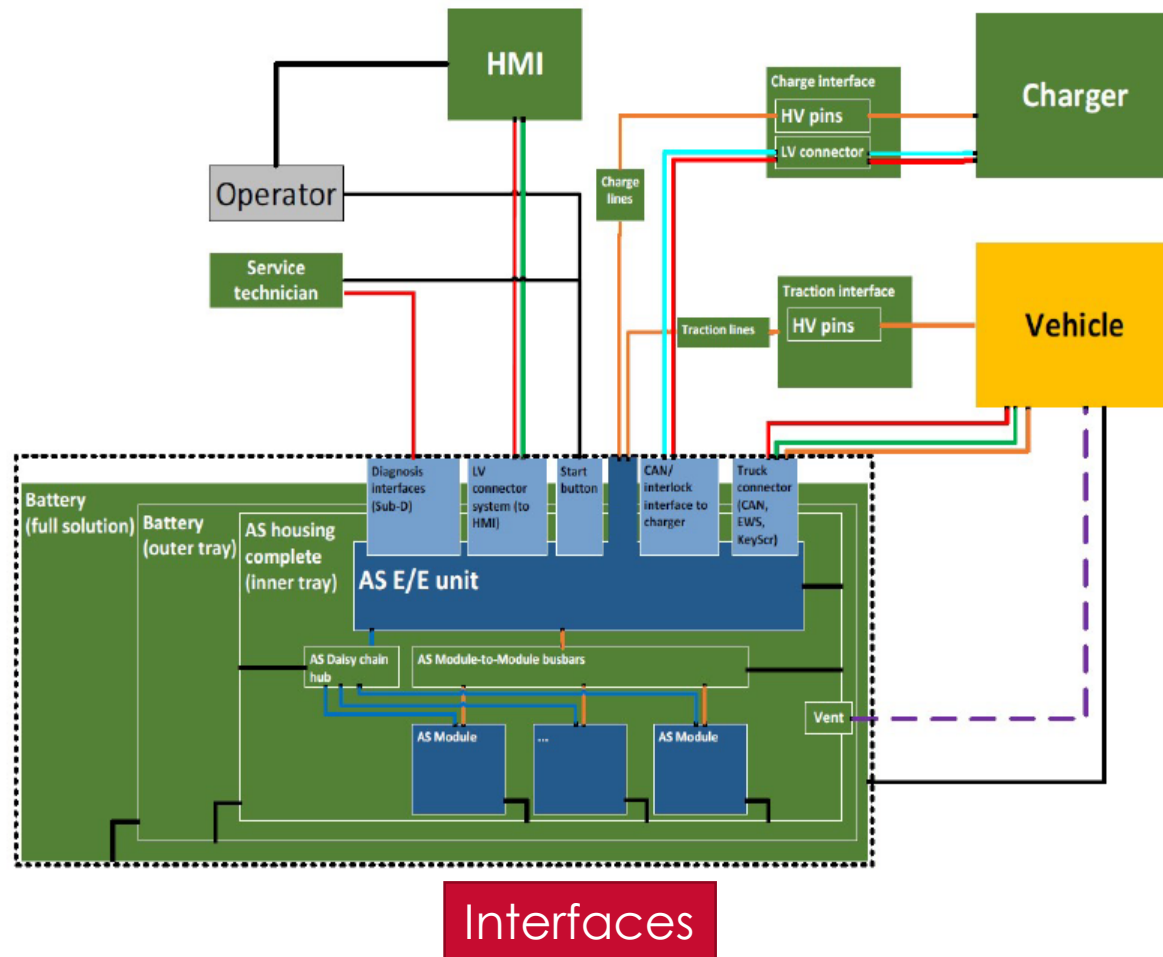 HMI
Charge interface
HV pins
LV connector
Charger
Operator
Charge
lines
Service
technician
Traction interface
HV pins
Traction lines
Vehicle
Diagnosis
interfaces
(Sub-D)
LV
connector
system (to
HMI)
Start
button
CAN/
interlock
interface to
charger
Truck
connector
(CAN,
EWS,
KeyScr)
Battery
(full solution)
Battery
(outer tray)
AS housing
complete
(inner tray)
AS E/E unit
AS Daisy chain
hub
AS Module-to-Module busbars
Vent
AS Module
...
AS Module
Interfaces